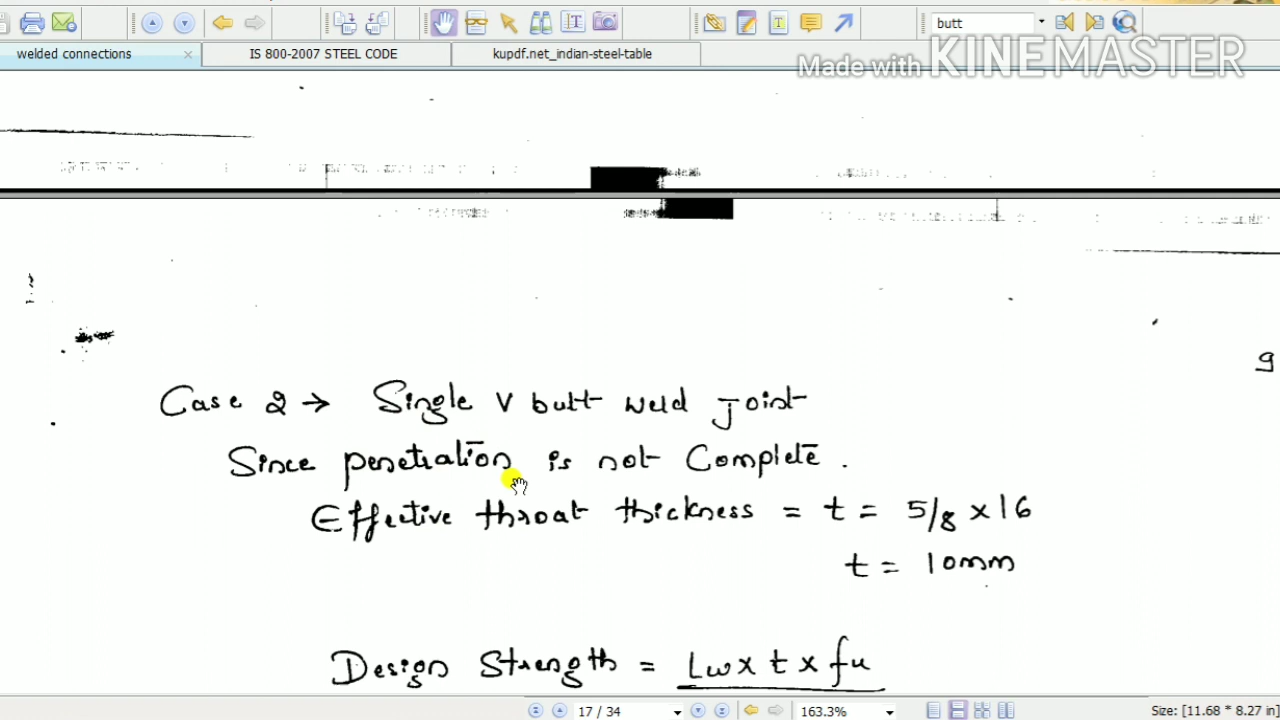 butt
welded connections
IS 800-2007 STEEL CODE
kupdf.net_indian-steel-table
Made with KINEMASTER
9
Case 2 → Single V butt weld joint
Since penetration is not Complete.
Effective throat thickness = t = 5/8 × 16
t = 10mm
Design Strength = Lw x t x fu
17 / 34
163.3%
Size: [11.68 * 8.27 in]